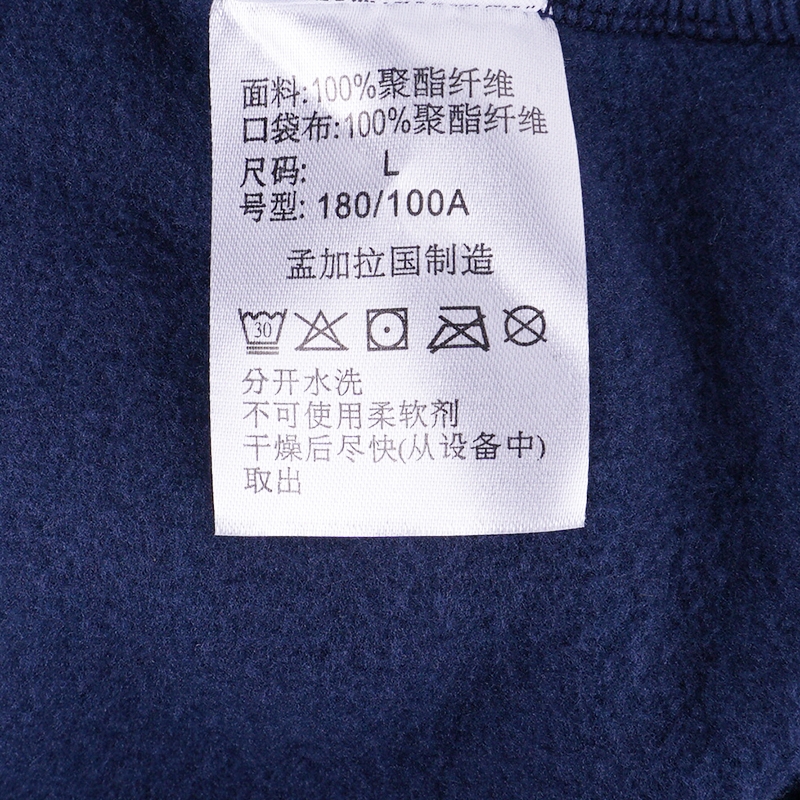 面料:100%聚酯纤维
口袋布:100%聚酯纤维
尺码: L
号型: 180/100A
孟加拉国制造
30
分开水洗
不可使用柔软剂
干燥后尽快(从设备中)
取出